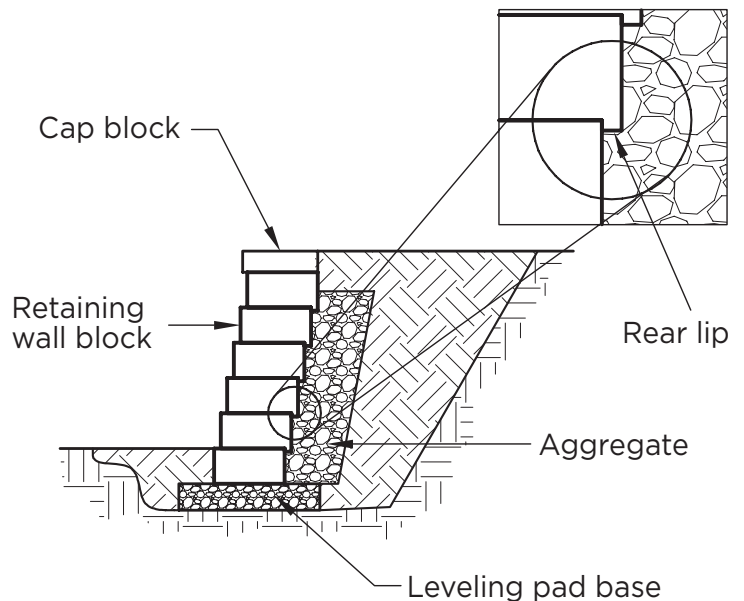 Cap block
Retaining
wall block
Rear lip
Aggregate
Leveling pad base